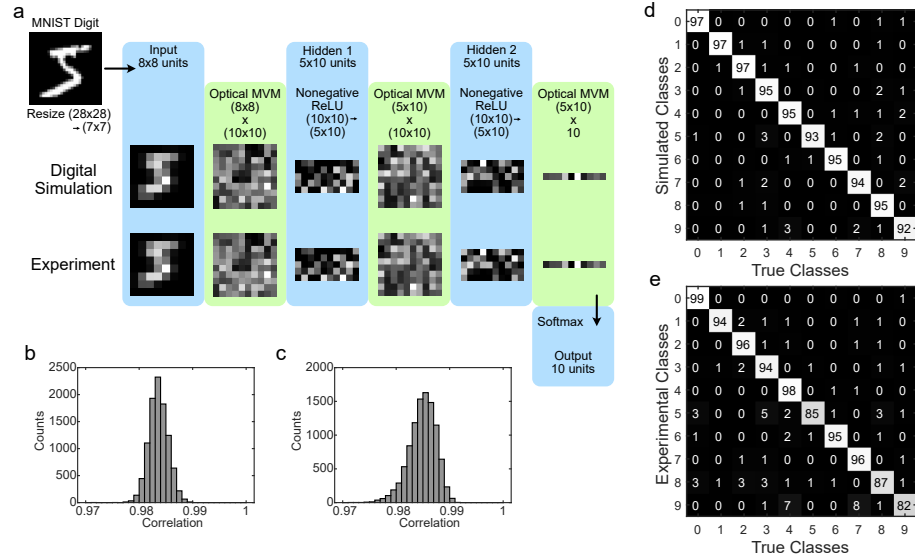 a
MNIST Digit
Resize (28x28)
→ (7x7)
Input
8x8 units
Hidden 1
5x10 units
Hidden 2
5x10 units
Optical MVM
(8x8)
x
(10x10)
Nonegative
ReLU
(10x10)→
(5x10)
Optical MVM
(5x10)
x
(10x10)
Nonegative
ReLU
(10x10)→
(5x10)
Optical MVM
(5x10)
x
10
Digital
Simulation
Experiment
Softmax
Output
10 units
b
2500
2000
1500
1000
500
0
Counts
0.97 0.98 0.99 1
Correlation
c
2000
1500
1000
500
0
Counts
0.97 0.98 0.99 1
Correlation
d
Simulated Classes
0 97 0 0 0 0 0 1 0 1 1
1 0 97 1 1 0 0 0 0 1 0
2 0 1 97 1 1 0 0 0 1 0
3 0 0 0 95 0 0 0 0 2 1
4 0 0 0 0 95 0 1 1 1 2
5 0 1 0 3 0 93 1 0 2 0
6 1 0 0 0 1 1 95 0 1 0
7 0 0 1 2 0 0 0 94 0 2
8 0 0 1 1 0 0 0 0 95 0
9 0 0 0 1 3 0 0 2 1 92
0 1 2 3 4 5 6 7 8 9
True Classes
e
Experimental Classes
0 99 0 0 0 0 0 0 0 1 1
1 0 94 2 1 1 0 0 1 1 0
2 0 0 96 1 1 0 0 0 0 0
3 0 1 2 94 0 0 0 0 1 1
4 0 0 0 0 98 0 1 1 0 0
5 3 0 0 5 2 85 1 0 3 1
6 1 0 0 0 2 1 95 0 1 0
7 0 0 1 0 0 0 0 96 0 1
8 3 1 3 3 1 1 1 0 87 1
9 0 0 0 1 7 0 0 8 1 82
0 1 2 3 4 5 6 7 8 9
True Classes